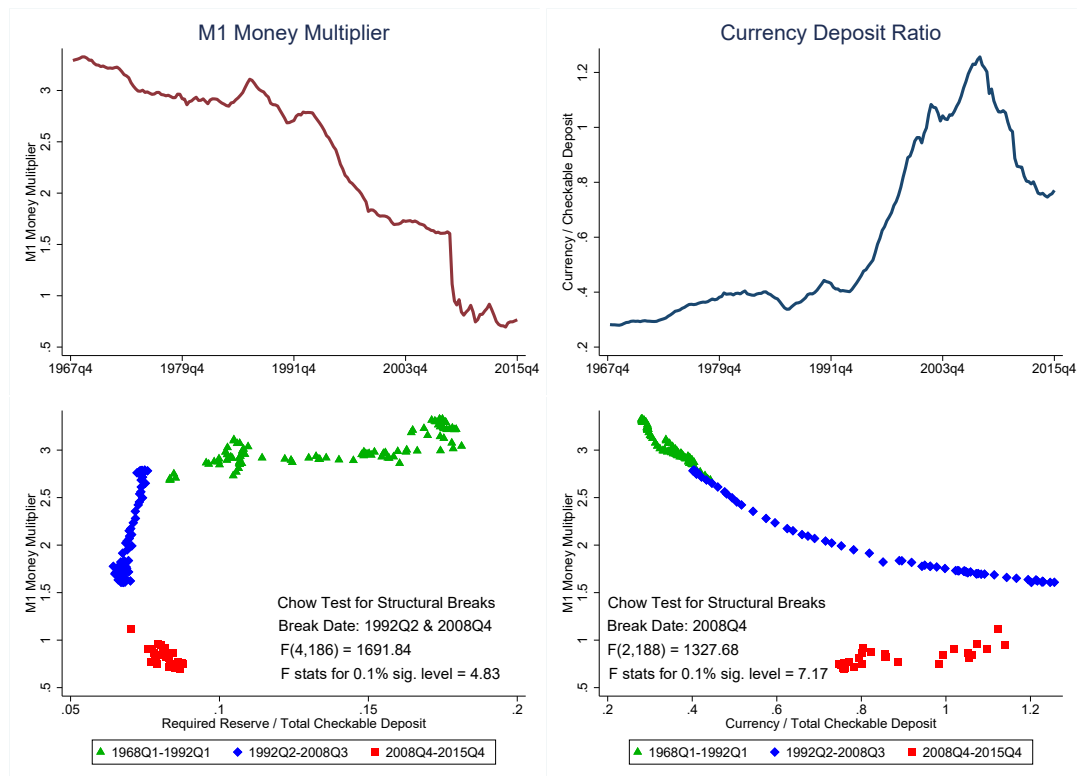 M1 Money Multiplier
M1 Money Mulitplier
3
2.5
2
1.5
1
.5
1967q4 1979q4 1991q4 2003q4 2015q4
Currency Deposit Ratio
Currency / Checkable Deposit
1.2
1
.8
.6
.4
.2
1967q4 1979q4 1991q4 2003q4 2015q4
M1 Money Mulitplier
3
2.5
2
1.5
1
.5
Chow Test for Structural Breaks
Break Date: 1992Q2 & 2008Q4
F(4,186) = 1691.84
F stats for 0.1% sig. level = 4.83
.05 .1 .15 .2
Required Reserve / Total Checkable Deposit
1968Q1-1992Q1 1992Q2-2008Q3 2008Q4-2015Q4
M1 Money Mulitplier
3
2.5
2
1.5
1
.5
Chow Test for Structural Breaks
Break Date: 2008Q4
F(2,188) = 1327.68
F stats for 0.1% sig. level = 7.17
.2 .4 .6 .8 1 1.2
Currency / Total Checkable Deposit
1968Q1-1992Q1 1992Q2-2008Q3 2008Q4-2015Q4